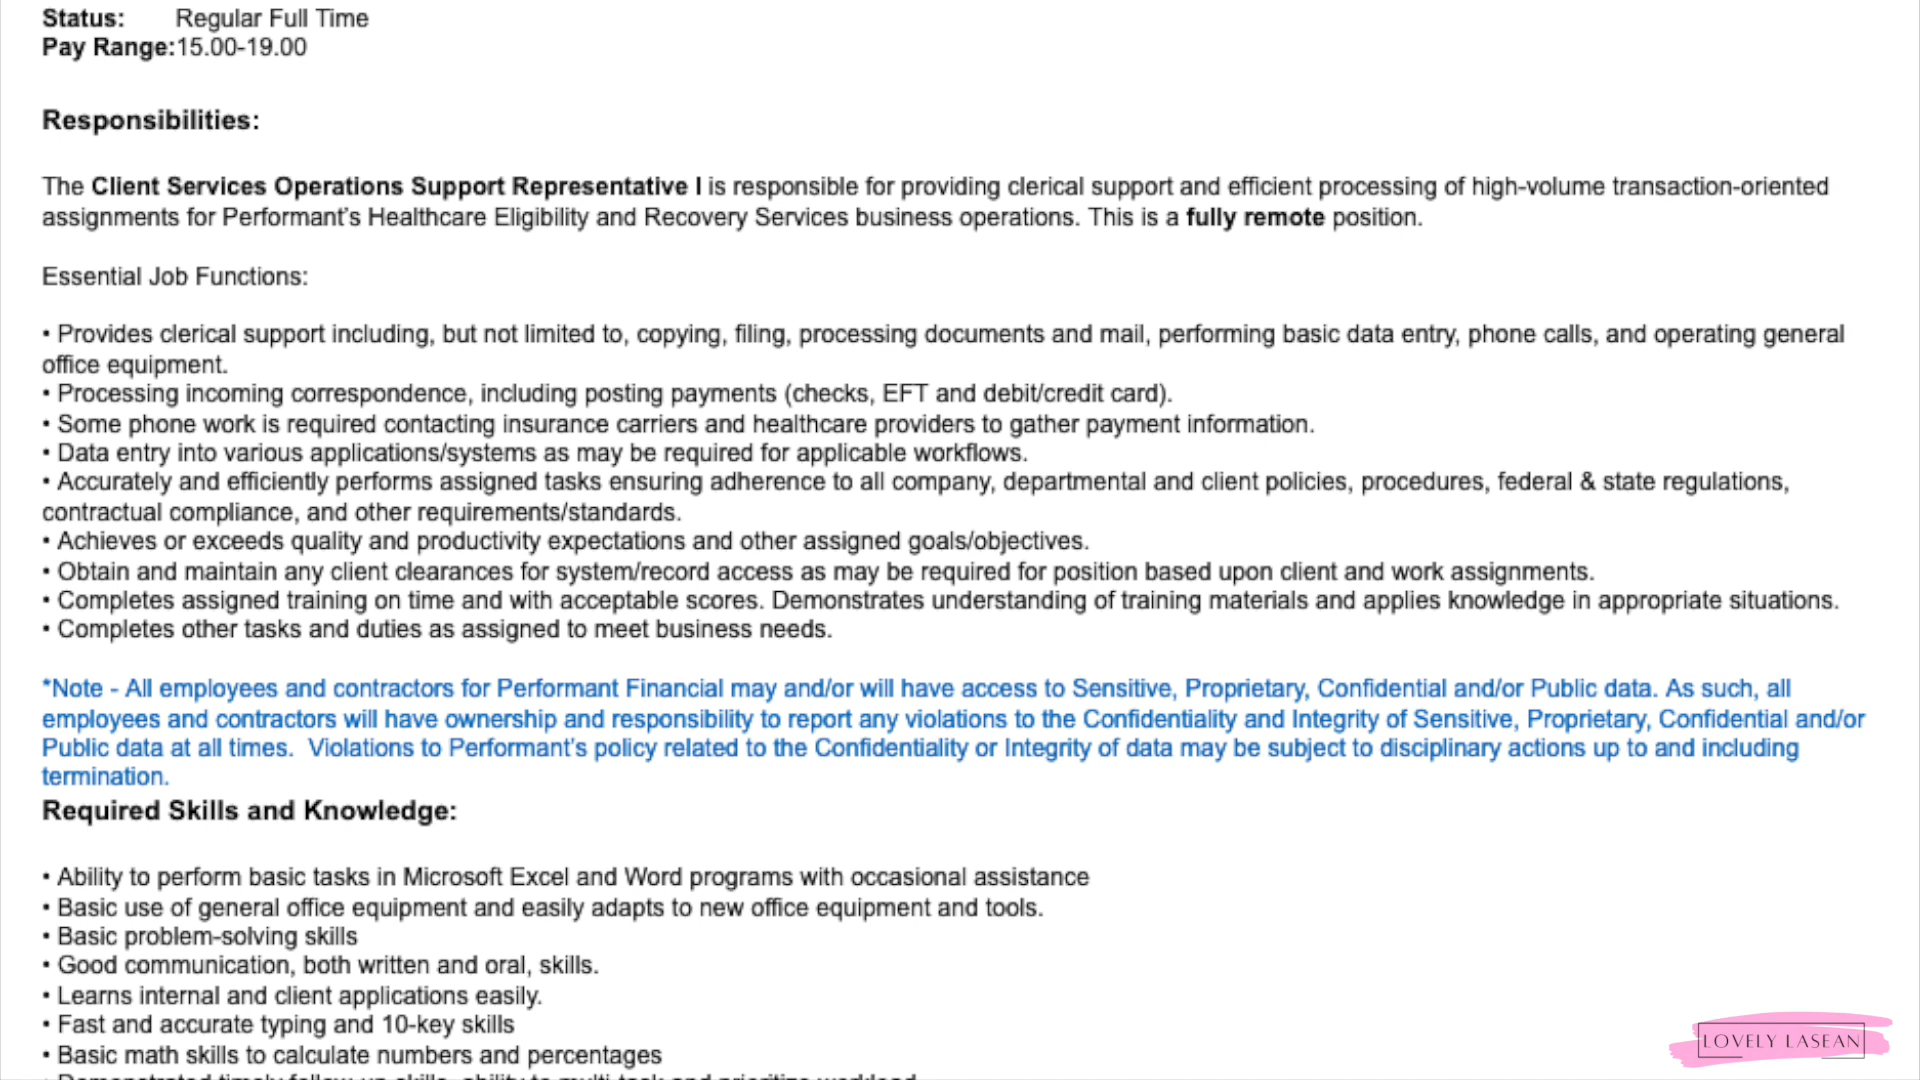 Status: Regular Full Time
Pay Range:15.00-19.00
Responsibilities:
The Client Services Operations Support Representative I is responsible for providing clerical support and efficient processing of high-volume transaction-oriented
assignments for Performant's Healthcare Eligibility and Recovery Services business operations. This is a fully remote position.
Essential Job Functions:
• Provides clerical support including, but not limited to, copying, filing, processing documents and mail, performing basic data entry, phone calls, and operating general
office equipment.
• Processing incoming correspondence, including posting payments (checks, EFT and debit/credit card).
• Some phone work is required contacting insurance carriers and healthcare providers to gather payment information.
• Data entry into various applications/systems as may be required for applicable workflows.
• Accurately and efficiently performs assigned tasks ensuring adherence to all company, departmental and client policies, procedures, federal & state regulations,
contractual compliance, and other requirements/standards.
• Achieves or exceeds quality and productivity expectations and other assigned goals/objectives.
• Obtain and maintain any client clearances for system/record access as may be required for position based upon client and work assignments.
• Completes assigned training on time and with acceptable scores. Demonstrates understanding of training materials and applies knowledge in appropriate situations.
• Completes other tasks and duties as assigned to meet business needs.
*Note - All employees and contractors for Performant Financial may and/or will have access to Sensitive, Proprietary, Confidential and/or Public data. As such, all
employees and contractors will have ownership and responsibility to report any violations to the Confidentiality and Integrity of Sensitive, Proprietary, Confidential and/or
Public data at all times.  Violations to Performant's policy related to the Confidentiality or Integrity of data may be subject to disciplinary actions up to and including
termination.
Required Skills and Knowledge:
• Ability to perform basic tasks in Microsoft Excel and Word programs with occasional assistance
• Basic use of general office equipment and easily adapts to new office equipment and tools.
• Basic problem-solving skills
• Good communication, both written and oral, skills.
• Learns internal and client applications easily.
• Fast and accurate typing and 10-key skills
• Basic math skills to calculate numbers and percentages
• Demonstrated timely follow-up skills, ability to multi-task and prioritize workload
LOVELY LASEAN